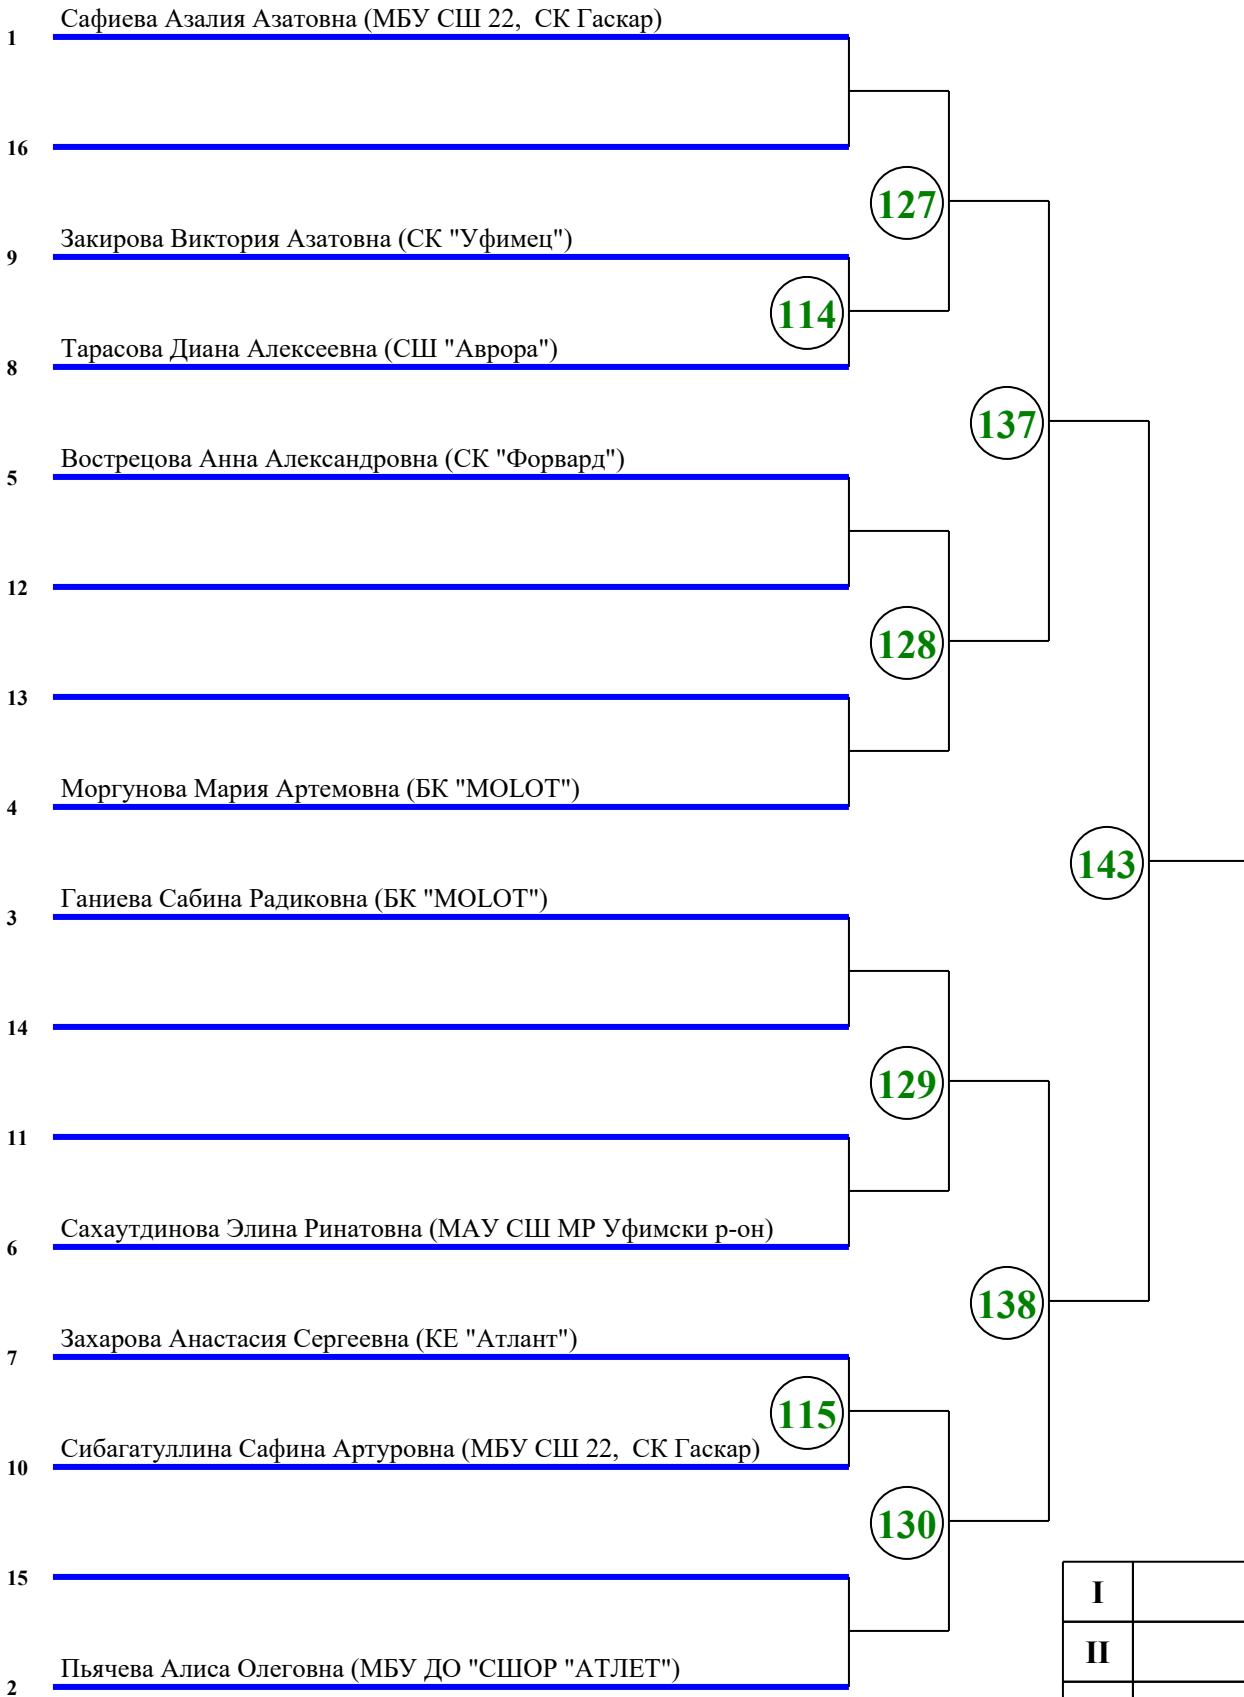 Сафиева Азалия Азатовна (МБУ СШ 22,  СК Гаскар)
1
16
127
Закирова Виктория Азатовна (СК "Уфимец")
9
114
Тарасова Диана Алексеевна (СШ "Аврора")
8
137
Вострецова Анна Александровна (СК "Форвард")
5
12
128
13
Моргунова Мария Артемовна (БК "MOLOT")
4
143
Ганиева Сабина Радиковна (БК "MOLOT")
3
14
129
11
Сахаутдинова Элина Ринатовна (МАУ СШ МР Уфимски р-он)
6
138
Захарова Анастасия Сергеевна (КЕ "Атлант")
7
115
Сибагатуллина Сафина Артуровна (МБУ СШ 22,  СК Гаскар)
10
130
15
I
II
Пьячева Алиса Олеговна (МБУ ДО "СШОР "АТЛЕТ")
2